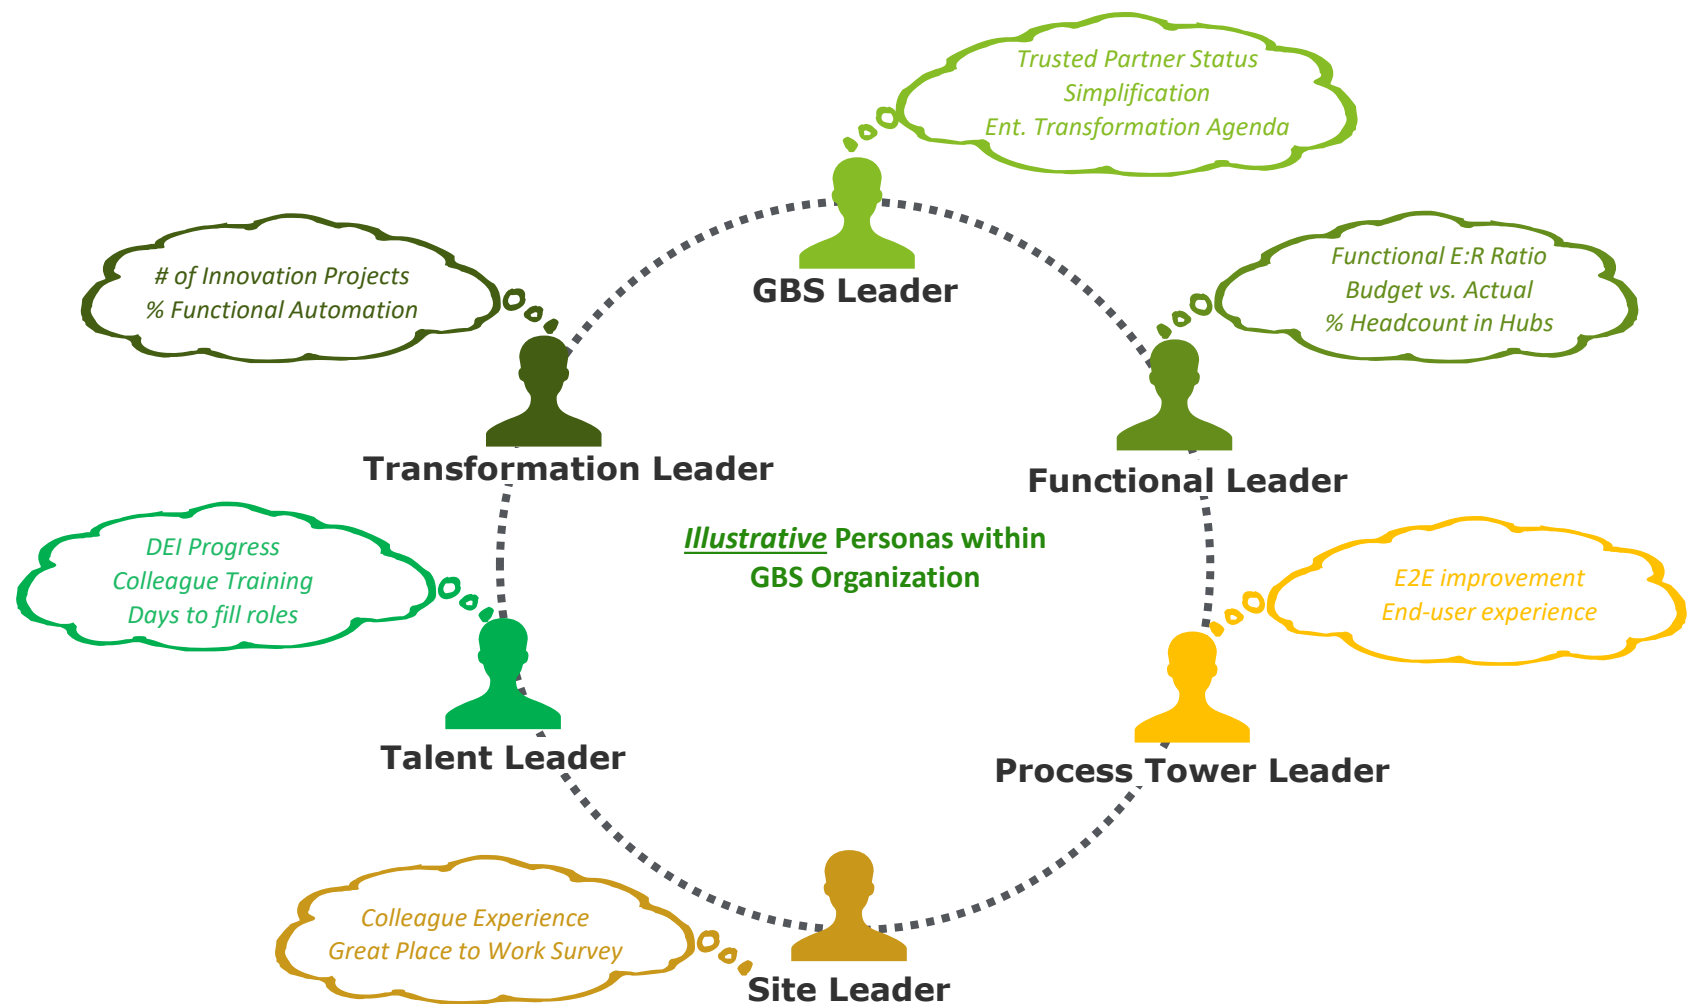 Trusted Partner Status
Simplification
Ent. Transformation Agenda
GBS Leader
# of Innovation Projects
% Functional Automation
Transformation Leader
Functional E:R Ratio
Budget vs. Actual
% Headcount in Hubs
Functional Leader
Illustrative Personas within
GBS Organization
DEI Progress
Colleague Training
Days to fill roles
Talent Leader
E2E improvement
End-user experience
Process Tower Leader
Colleague Experience
Great Place to Work Survey
Site Leader